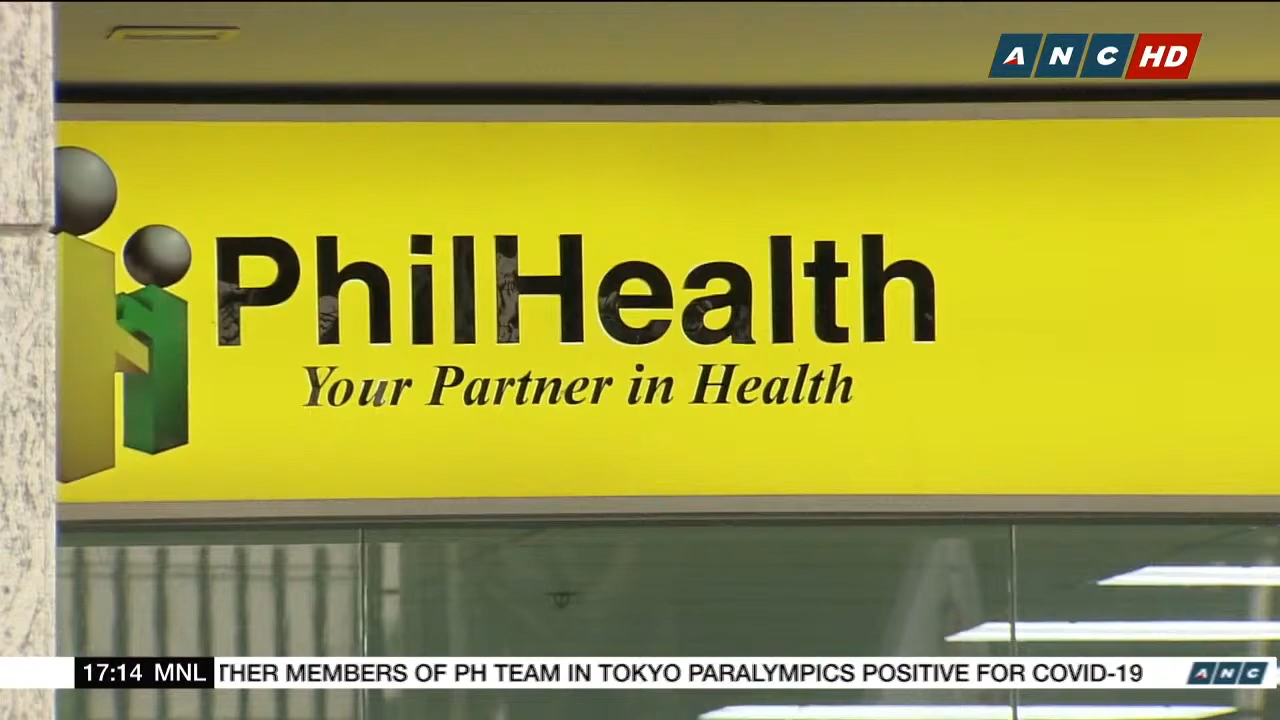 ANC HD
PhilHealth
Your Partner in Health
17:14 MNL THER MEMBERS OF PH TEAM IN TOKYO PARALYMPICS POSITIVE FOR COVID-19 ANC